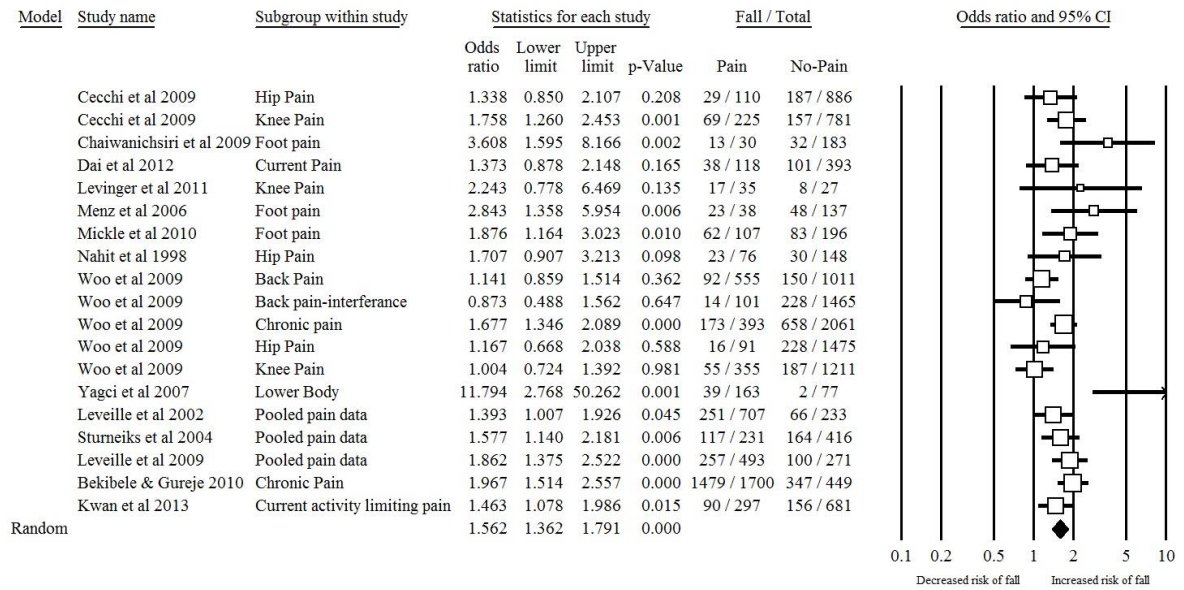 Model Study name Subgroup within study Statistics for each study Fall / Total Odds ratio and 95% CI
Odds Lower Upper
ratio limit limit p-Value Pain No-Pain
Cecchi et al 2009 Hip Pain 1.338 0.850 2.107 0.208 29 / 110 187 / 886
Cecchi et al 2009 Knee Pain 1.758 1.260 2.453 0.001 69 / 225 157 / 781
Chaiwanichsiri et al 2009 Foot pain 3.608 1.595 8.166 0.002 13 / 30 32 / 183
Dai et al 2012 Current Pain 1.373 0.878 2.148 0.165 38 / 118 101 / 393
Levinger et al 2011 Knee Pain 2.243 0.778 6.469 0.135 17 / 35 8 / 27
Menz et al 2006 Foot pain 2.843 1.358 5.954 0.006 23 / 38 48 / 137
Mickle et al 2010 Foot pain 1.876 1.164 3.023 0.010 62 / 107 83 / 196
Nahit et al 1998 Hip Pain 1.707 0.907 3.213 0.098 23 / 76 30 / 148
Woo et al 2009 Back Pain 1.141 0.859 1.514 0.362 92 / 555 150 / 1011
Woo et al 2009 Back pain-interferance 0.873 0.488 1.562 0.647 14 / 101 228 / 1465
Woo et al 2009 Chronic pain 1.677 1.346 2.089 0.000 173 / 393 658 / 2061
Woo et al 2009 Hip Pain 1.167 0.668 2.038 0.588 16 / 91 228 / 1475
Woo et al 2009 Knee Pain 1.004 0.724 1.392 0.981 55 / 355 187 / 1211
Yagci et al 2007 Lower Body 11.794 2.768 50.262 0.001 39 / 163 2 / 77
Leveille et al 2002 Pooled pain data 1.393 1.007 1.926 0.045 251 / 707 66 / 233
Sturneiks et al 2004 Pooled pain data 1.577 1.140 2.181 0.006 117 / 231 164 / 416
Leveille et al 2009 Pooled pain data 1.862 1.375 2.522 0.000 257 / 493 100 / 271
Bekibele & Gureje 2010 Chronic Pain 1.967 1.514 2.557 0.000 1479 / 1700 347 / 449
Kwan et al 2013 Current activity limiting pain 1.463 1.078 1.986 0.015 90 / 297 156 / 681
Random 1.562 1.362 1.791 0.000
0.1 0.2 0.5 1 2 5 10
Decreased risk of fall Increased risk of fall